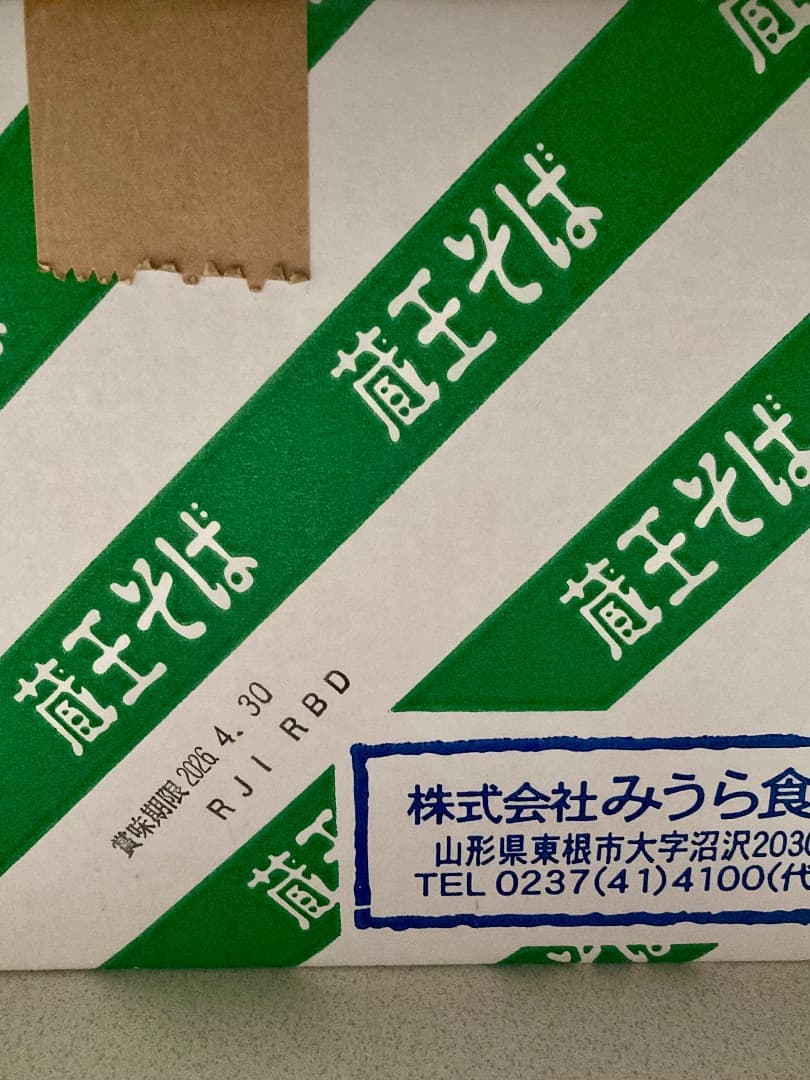 蔵王そば
蔵王そば
蔵王そば
賞味期限 2026. 4. 30
RJI RBD
蔵王
株式会社みうら食
山形県東根市大字沼沢2030
TEL 0237(41)4100(代